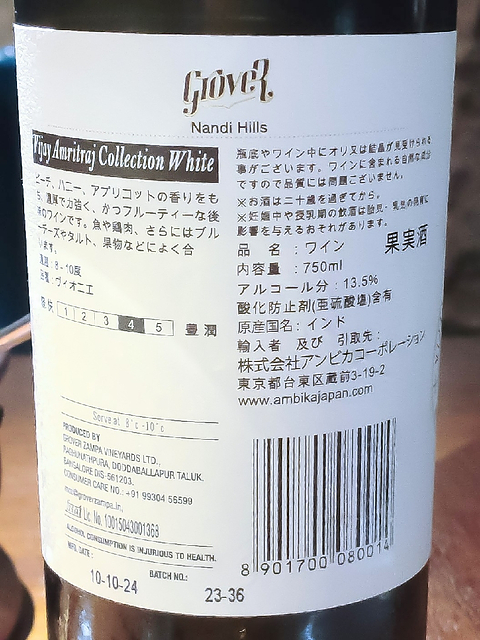 Grover
Nandi Hills
Vijay Amritraj Collection White
ピーチ、ハニー、アプリコットの香りをも
ち、濃厚で力強く、かつフルーティーな後
味のワインです。魚や鶏肉、さらにはブル
ーチーズやタルト、果物などによく合
います。
温度：8-10度
品種：ヴィオニエ
1 2 3 4 5 豊潤
Serve at 8°c -10°c
PRODUCED BY
GROVER ZAMPA VINEYARDS LTD.,
RAGHUNATHPURA, DODDABALLAPUR TALUK.
BANGALORE DIS-561203.
CONSUMER CARE NO.: +91 99304 56599
Lic. No. 10015043001363
ALCOHOL CONSUMPTION IS INJURIOUS TO HEALTH.
MFG. DATE:
10-10-24
BATCH NO.:
23-36
瓶底やワイン中にオリ又は結晶が見受けられる
事がございます。ワインに含まれる自然な成分
ですので品質には問題ございません。
※お酒は二十歳を過ぎてから。
※妊娠中や授乳期の飲酒は胎児・乳児の発育に
影響を与えるおそれがあります。
品 名 ：ワイン 果実酒
内容量 ：750ml
アルコール分：13.5%
酸化防止剤(亜硫酸塩)含有
原産国名：インド
輸入者 及び 引取先：
株式会社アンビカコーポレーション
東京都台東区蔵前3-19-2
www.ambikajapan.com
8 901700 080014